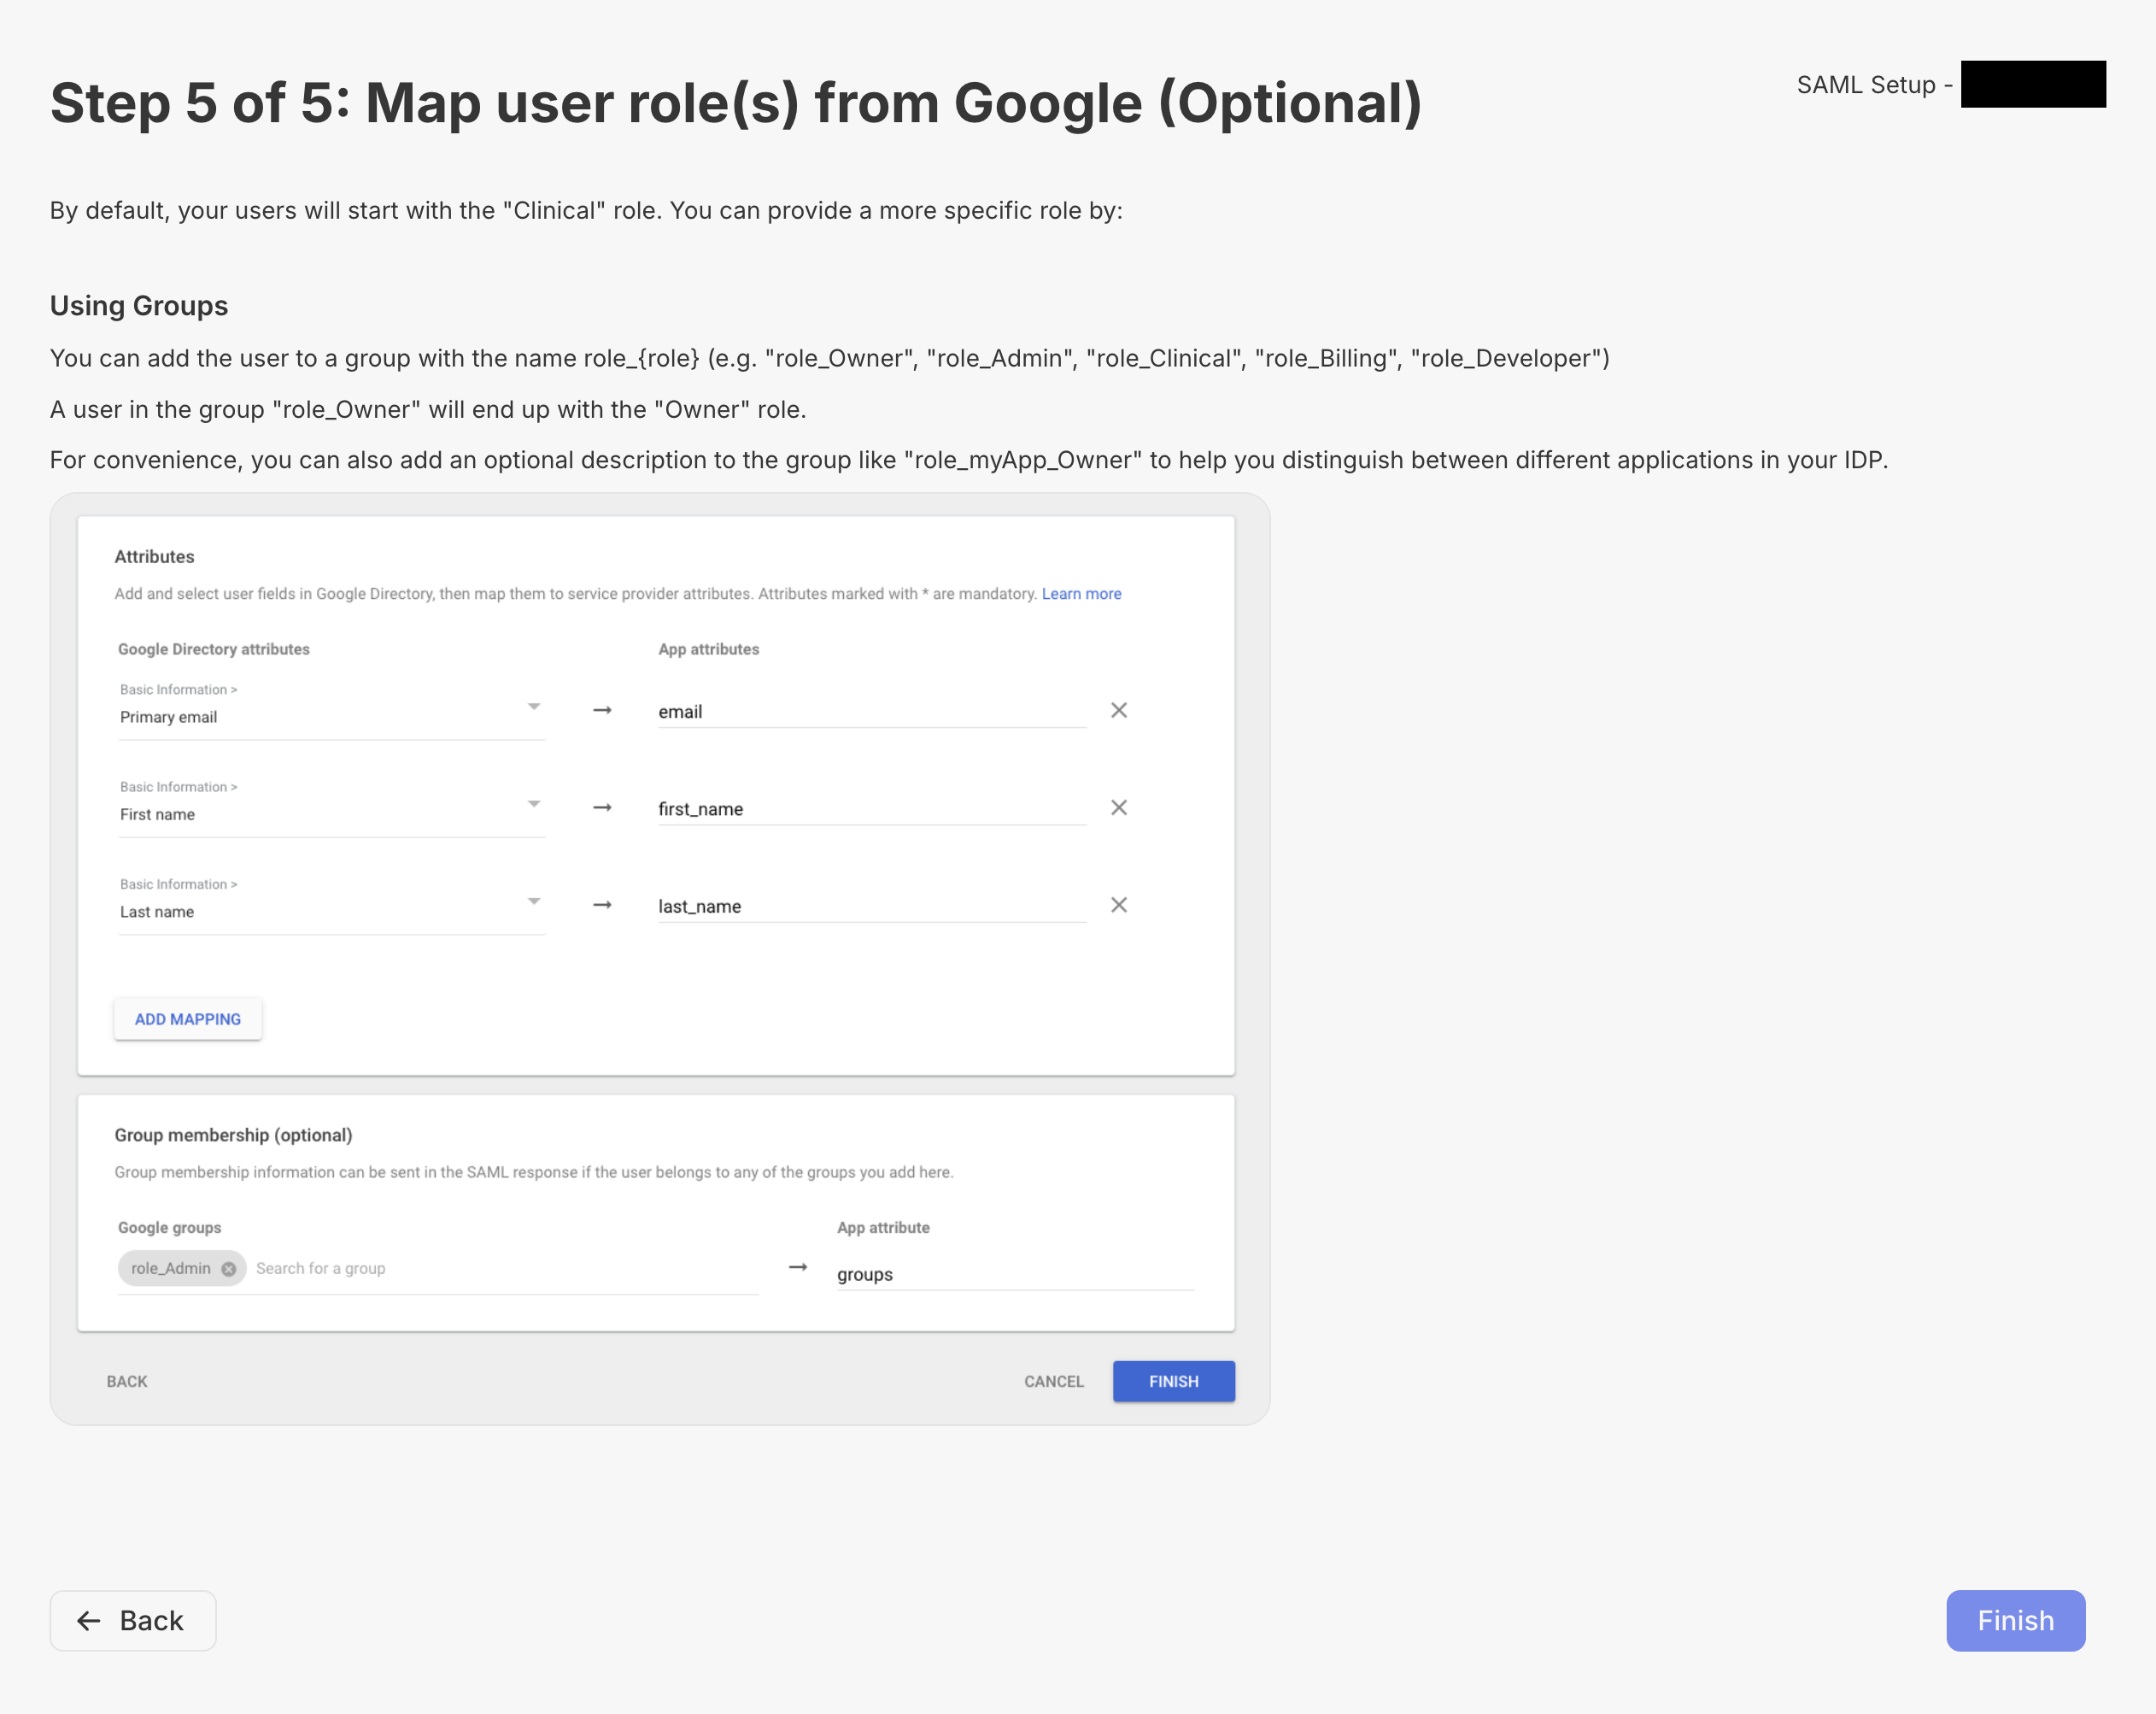 Step 5 of 5: Map user role(s) from Google (Optional)
SAML Setup -
By default, your users will start with the "Clinical" role. You can provide a more specific role by:
Using Groups
You can add the user to a group with the name role_{role} (e.g. "role_Owner", "role_Admin", "role_Clinical", "role_Billing", "role_Developer")
A user in the group "role_Owner" will end up with the "Owner" role.
For convenience, you can also add an optional description to the group like "role_myApp_Owner" to help you distinguish between different applications in your IDP.
Attributes
Add and select user fields in Google Directory, then map them to service provider attributes. Attributes marked with * are mandatory. Learn more
Google Directory attributes
App attributes
Basic Information >
Primary email
→
email
Basic Information >
First name
→
first_name
Basic Information >
Last name
→
last_name
ADD MAPPING
Group membership (optional)
Group membership information can be sent in the SAML response if the user belongs to any of the groups you add here.
Google groups
App attribute
role_Admin
Search for a group
→
groups
BACK
CANCEL
FINISH
← Back
Finish